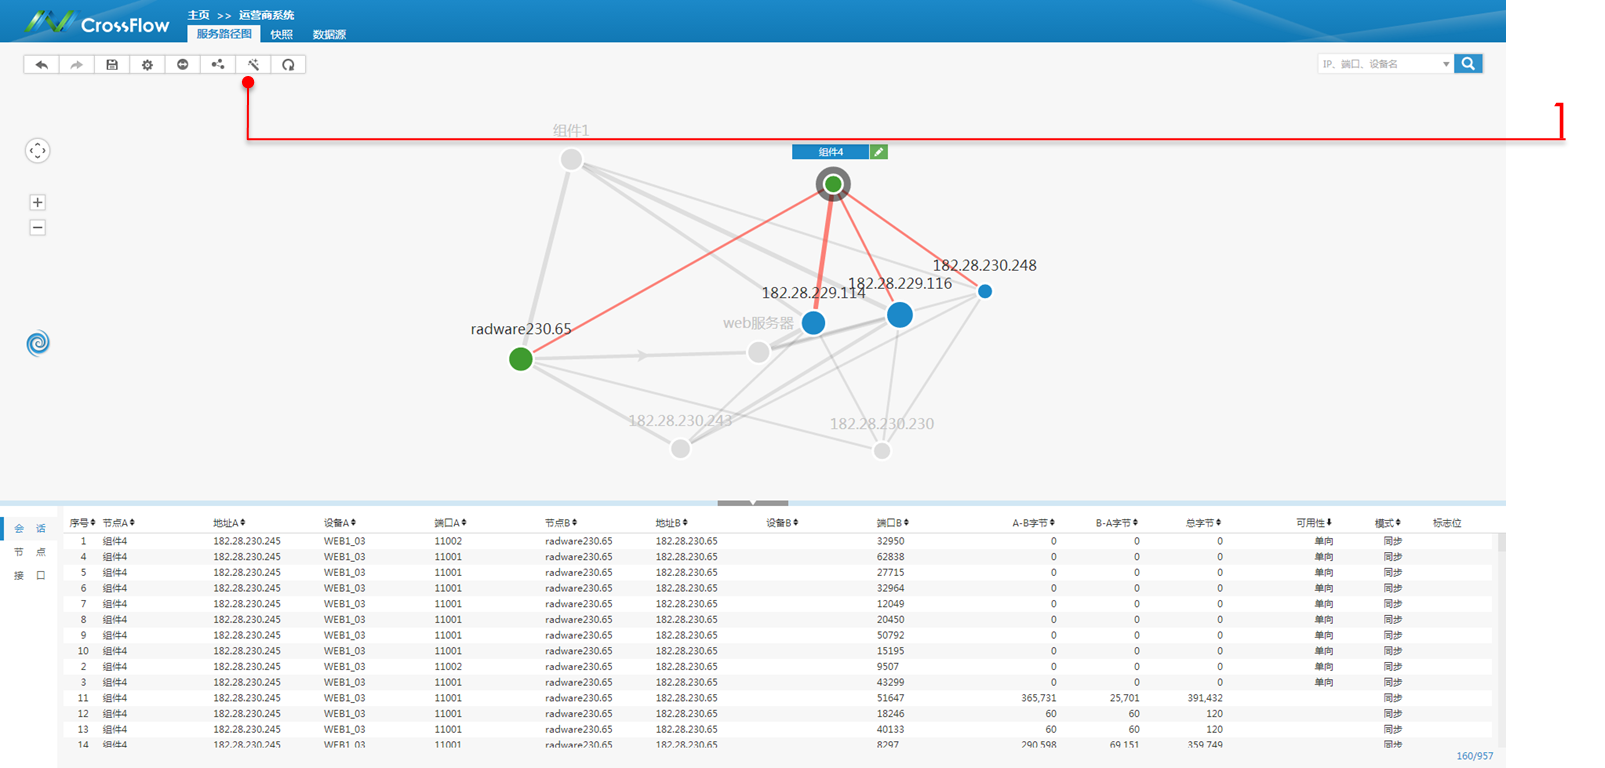 CrossFlow
主页 >> 运营商系统
服务路径图 快照 数据源
IP、端口、设备名
1
组件1
组件4
182.28.230.248
182.28.229.116
182.28.229.114
web服务器
radware230.65
182.28.230.243
182.28.230.230
会 话
节 点
接 口
序号 节点A 地址A 设备A 端口A 节点B 地址B 设备B 端口B A-B字节 B-A字节 总字节 可用性 模式 标志位
1 组件4 182.28.230.245 WEB1_03 11002 radware230.65 182.28.230.65 32950 0 0 0 单向 同步
4 组件4 182.28.230.245 WEB1_03 11001 radware230.65 182.28.230.65 62838 0 0 0 单向 同步
5 组件4 182.28.230.245 WEB1_03 11001 radware230.65 182.28.230.65 27715 0 0 0 单向 同步
6 组件4 182.28.230.245 WEB1_03 11001 radware230.65 182.28.230.65 32964 0 0 0 单向 同步
7 组件4 182.28.230.245 WEB1_03 11001 radware230.65 182.28.230.65 12049 0 0 0 单向 同步
8 组件4 182.28.230.245 WEB1_03 11001 radware230.65 182.28.230.65 20450 0 0 0 单向 同步
9 组件4 182.28.230.245 WEB1_03 11001 radware230.65 182.28.230.65 50792 0 0 0 单向 同步
10 组件4 182.28.230.245 WEB1_03 11001 radware230.65 182.28.230.65 15195 0 0 0 单向 同步
2 组件4 182.28.230.245 WEB1_03 11002 radware230.65 182.28.230.65 9507 0 0 0 单向 同步
3 组件4 182.28.230.245 WEB1_03 11001 radware230.65 182.28.230.65 43299 0 0 0 单向 同步
11 组件4 182.28.230.245 WEB1_03 11001 radware230.65 182.28.230.65 51647 365,731 25,701 391,432 同步
12 组件4 182.28.230.245 WEB1_03 11001 radware230.65 182.28.230.65 18246 60 60 120 同步
13 组件4 182.28.230.245 WEB1_03 11001 radware230.65 182.28.230.65 40133 60 60 120 同步
14 组件4 182.28.230.245 WEB1_03 11001 radware230.65 182.28.230.65 8297 290,598 69,151 359,749 同步
160/957